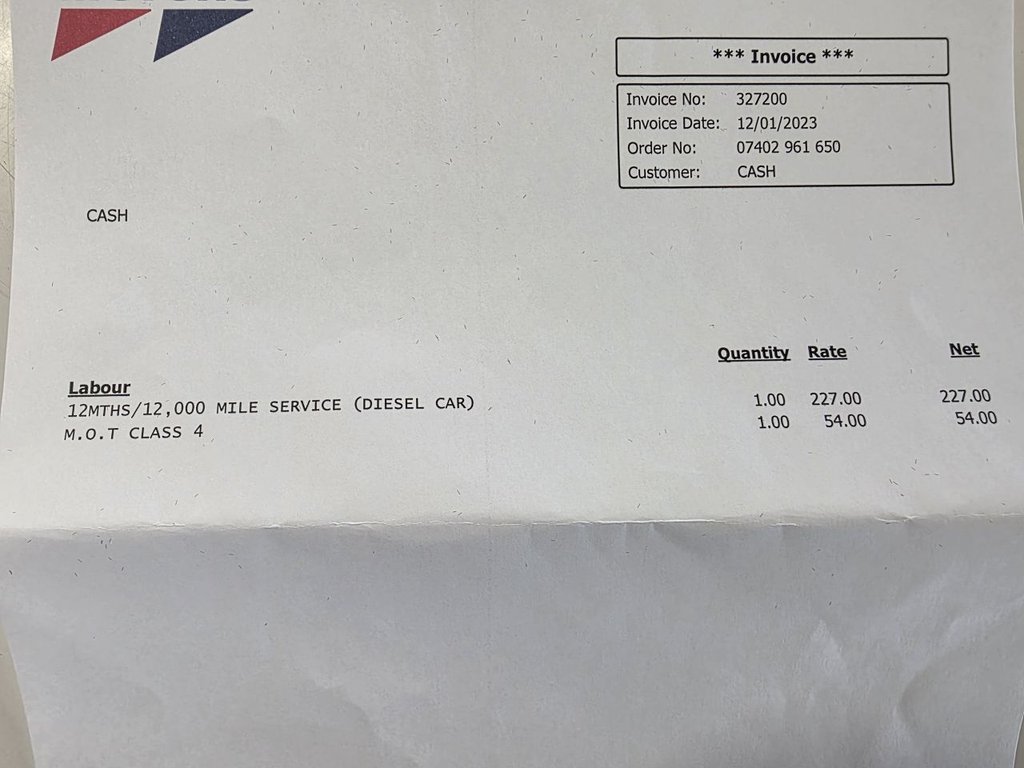 *** Invoice ***
Invoice No: 327200
Invoice Date: 12/01/2023
Order No: 07402 961 650
Customer: CASH
CASH
Quantity Rate Net
Labour
12MTHS/12,000 MILE SERVICE (DIESEL CAR) 1.00 227.00 227.00
M.O.T CLASS 4 1.00 54.00 54.00